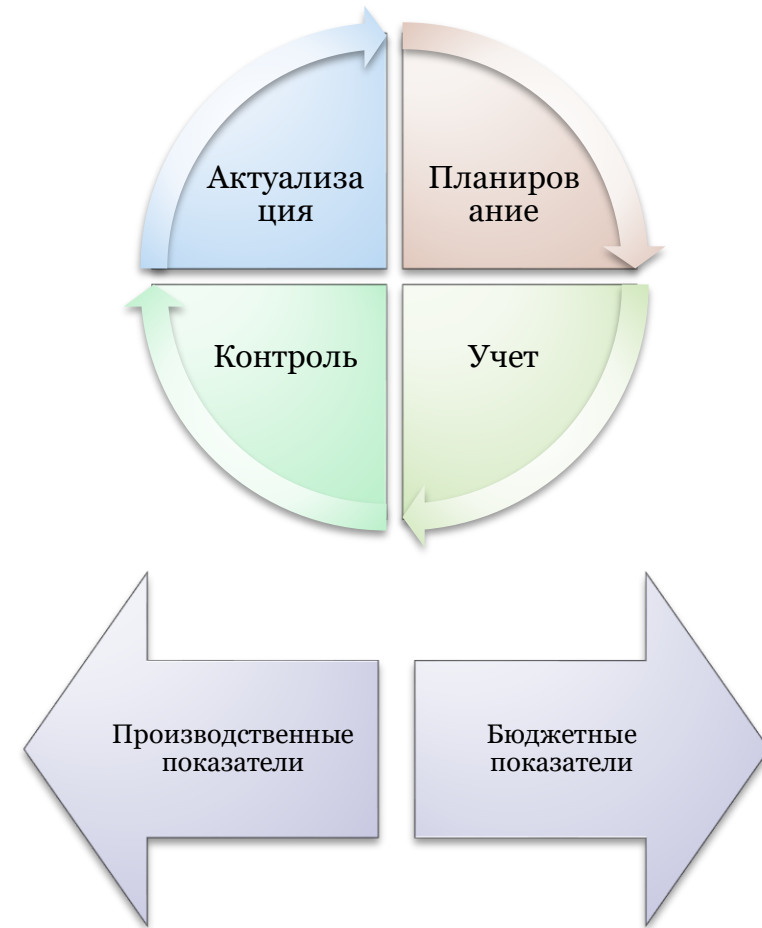 Актуализа
ция
Планиров
ание
Контроль
Учет
Производственные
показатели
Бюджетные
показатели